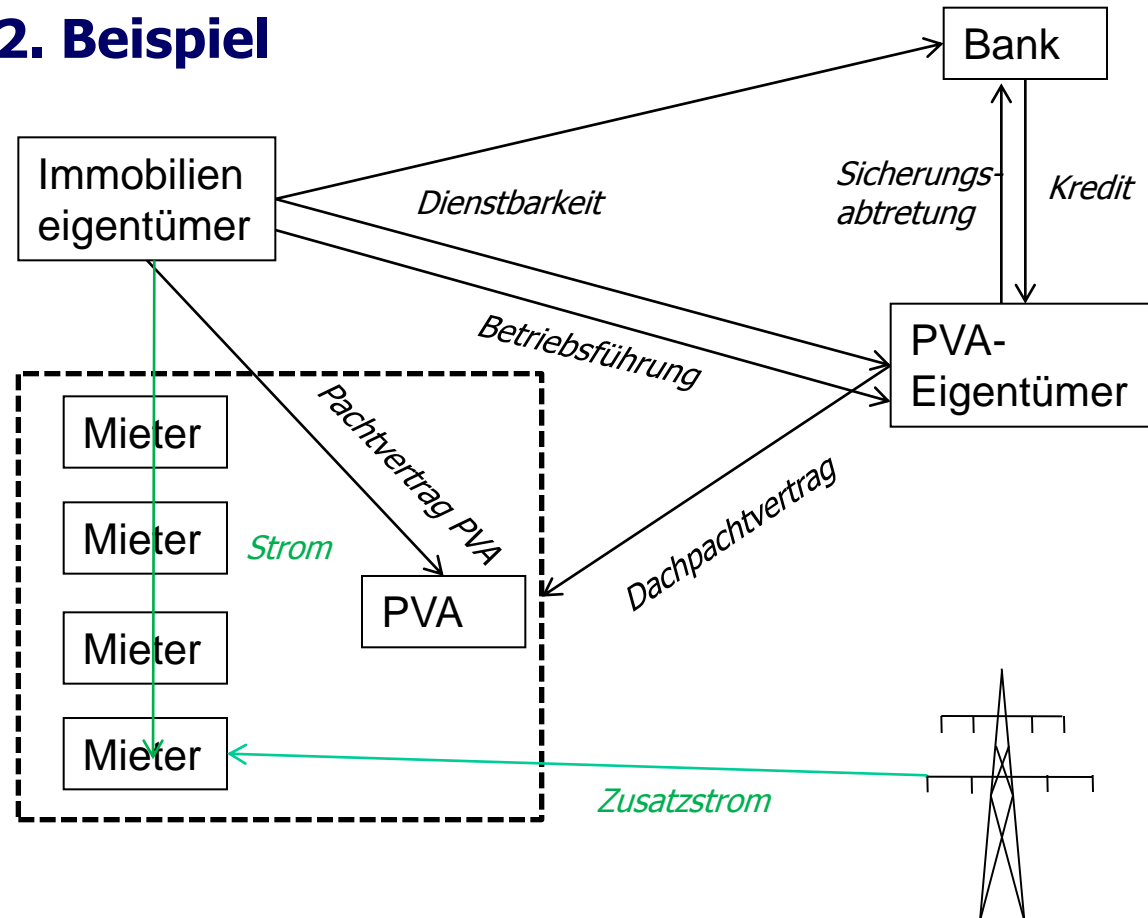 2. Beispiel
Bank
Immobilien
eigentümer
Dienstbarkeit
Sicherungs-
abtretung
Kredit
Betriebsführung
PVA-
Eigentümer
Pachtvertrag PVA
Dachpachtvertrag
Mieter
Mieter
Strom
PVA
Mieter
Mieter
Zusatzstrom